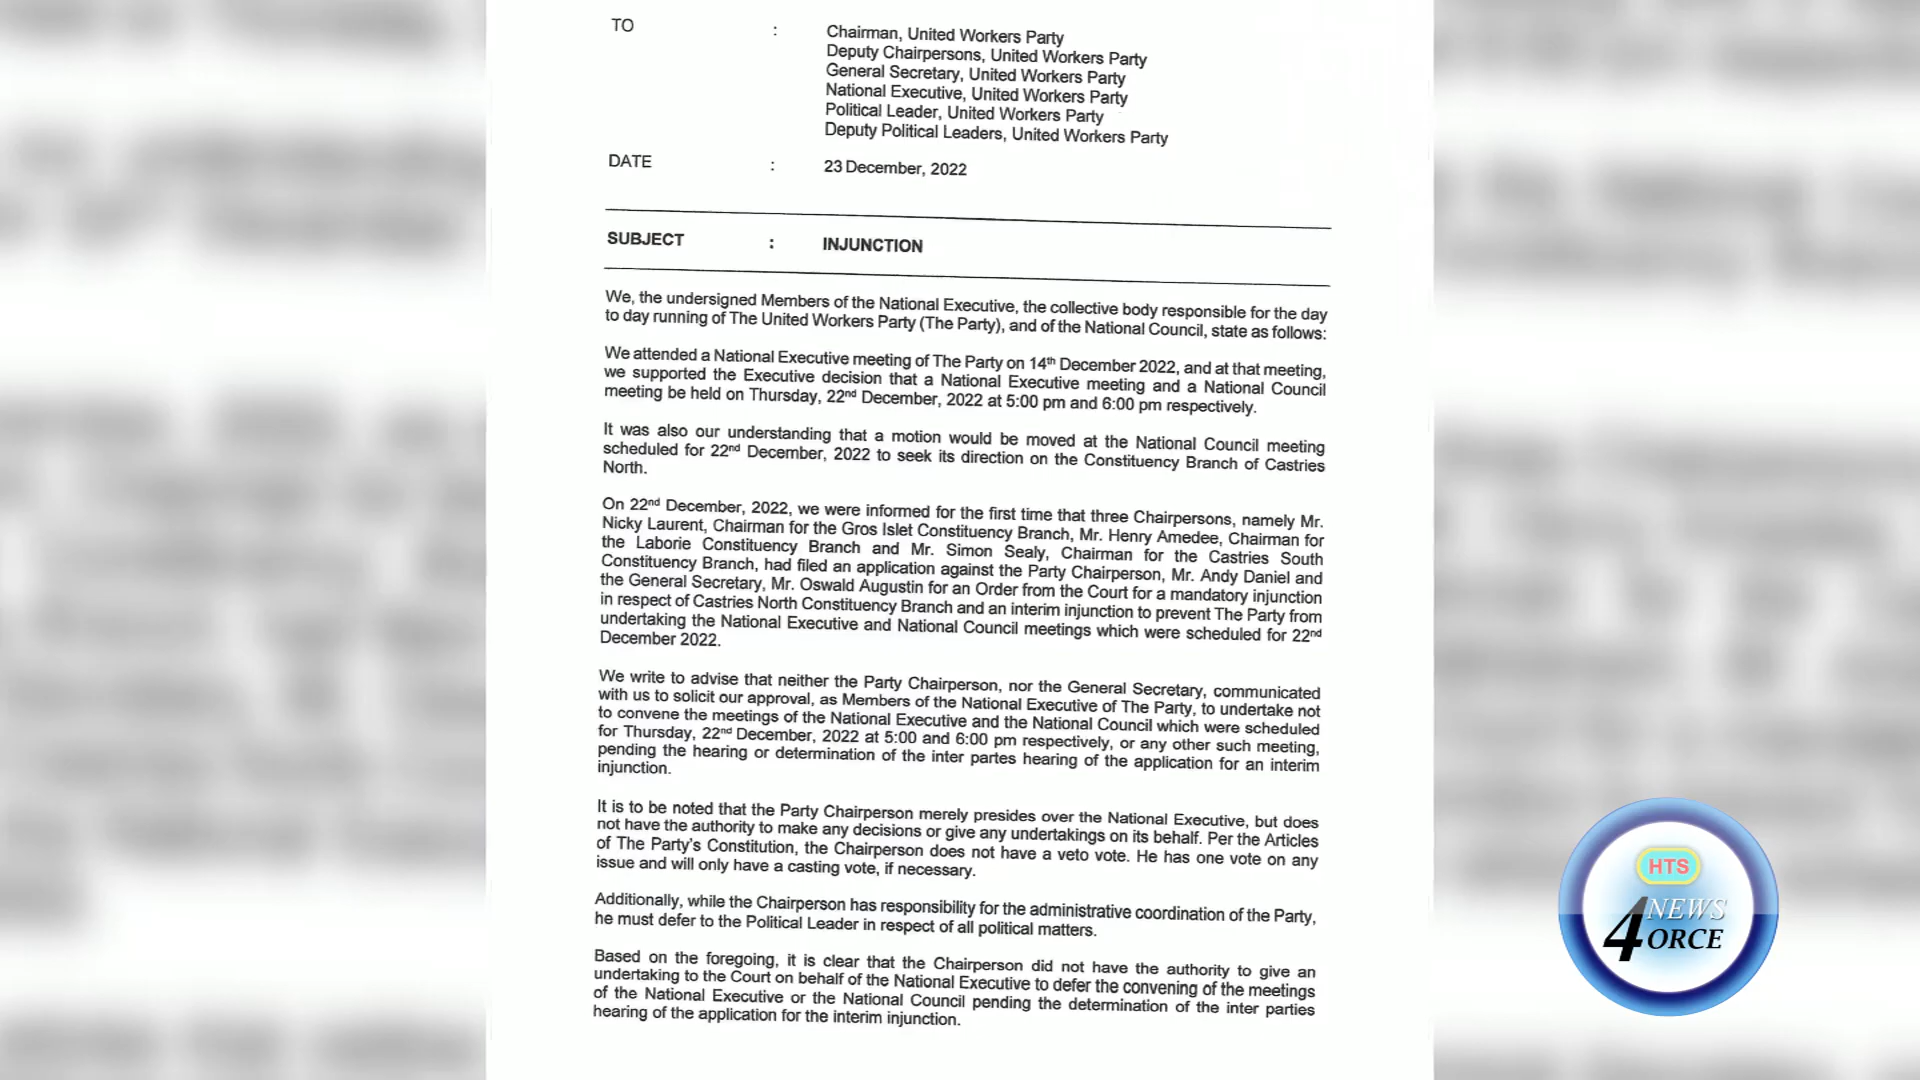 TO : Chairman, United Workers Party
Deputy Chairpersons, United Workers Party
General Secretary, United Workers Party
National Executive, United Workers Party
Political Leader, United Workers Party
Deputy Political Leaders, United Workers Party
DATE : 23 December, 2022
SUBJECT : INJUNCTION
We, the undersigned Members of the National Executive, the collective body responsible for the day
to day running of The United Workers Party (The Party), and of the National Council, state as follows:
We attended a National Executive meeting of The Party on 14th December 2022, and at that meeting,
we supported the Executive decision that a National Executive meeting and a National Council
meeting be held on Thursday, 22nd December, 2022 at 5:00 pm and 6:00 pm respectively.
It was also our understanding that a motion would be moved at the National Council meeting
scheduled for 22nd December, 2022 to seek its direction on the Constituency Branch of Castries
North.
On 22nd December, 2022, we were informed for the first time that three Chairpersons, namely Mr.
Nicky Laurent, Chairman for the Gros Islet Constituency Branch, Mr. Henry Amedee, Chairman for
the Laborie Constituency Branch and Mr. Simon Sealy, Chairman for the Castries South
Constituency Branch, had filed an application against the Party Chairperson, Mr. Andy Daniel and
the General Secretary, Mr. Oswald Augustin for an Order from the Court for a mandatory injunction
in respect of Castries North Constituency Branch and an interim injunction to prevent The Party from
undertaking the National Executive and National Council meetings which were scheduled for 22nd
December 2022.
We write to advise that neither the Party Chairperson, nor the General Secretary, communicated
with us to solicit our approval, as Members of the National Executive of The Party, to undertake not
to convene the meetings of the National Executive and the National Council which were scheduled
for Thursday, 22nd December, 2022 at 5:00 and 6:00 pm respectively, or any other such meeting,
pending the hearing or determination of the inter partes hearing of the application for an interim
injunction.
It is to be noted that the Party Chairperson merely presides over the National Executive, but does
not have the authority to make any decisions or give any undertakings on its behalf. Per the Articles
of The Party's Constitution, the Chairperson does not have a veto vote. He has one vote on any
issue and will only have a casting vote, if necessary.
Additionally, while the Chairperson has responsibility for the administrative coordination of the Party,
he must defer to the Political Leader in respect of all political matters.
Based on the foregoing, it is clear that the Chairperson did not have the authority to give an
undertaking to the Court on behalf of the National Executive to defer the convening of the meetings
of the National Executive or the National Council pending the determination of the inter parties
hearing of the application for the interim injunction.
HTS
NEWS
4ORCE